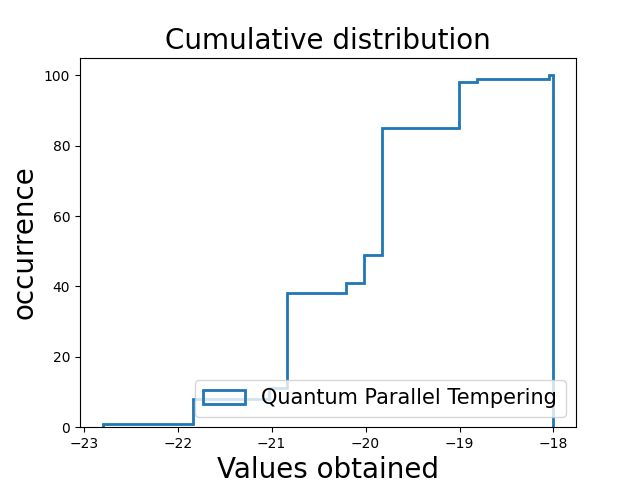 Cumulative distribution
occurrence
100
80
60
40
20
0
Quantum Parallel Tempering
−23 −22 −21 −20 −19 −18
Values obtained